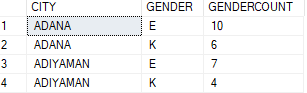 CITY GENDER GENDERCOUNT
1 ADANA E 10
2 ADANA K 6
3 ADIYAMAN E 7
4 ADIYAMAN K 4